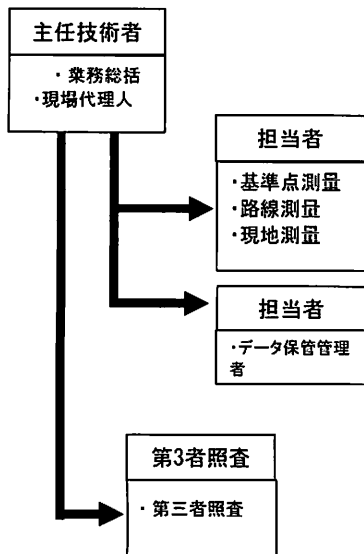 主任技術者
・業務総括
・現場代理人
担当者
・基準点測量
・路線測量
・現地測量
担当者
・データ保管管理
者
第3者照査
・第三者照査